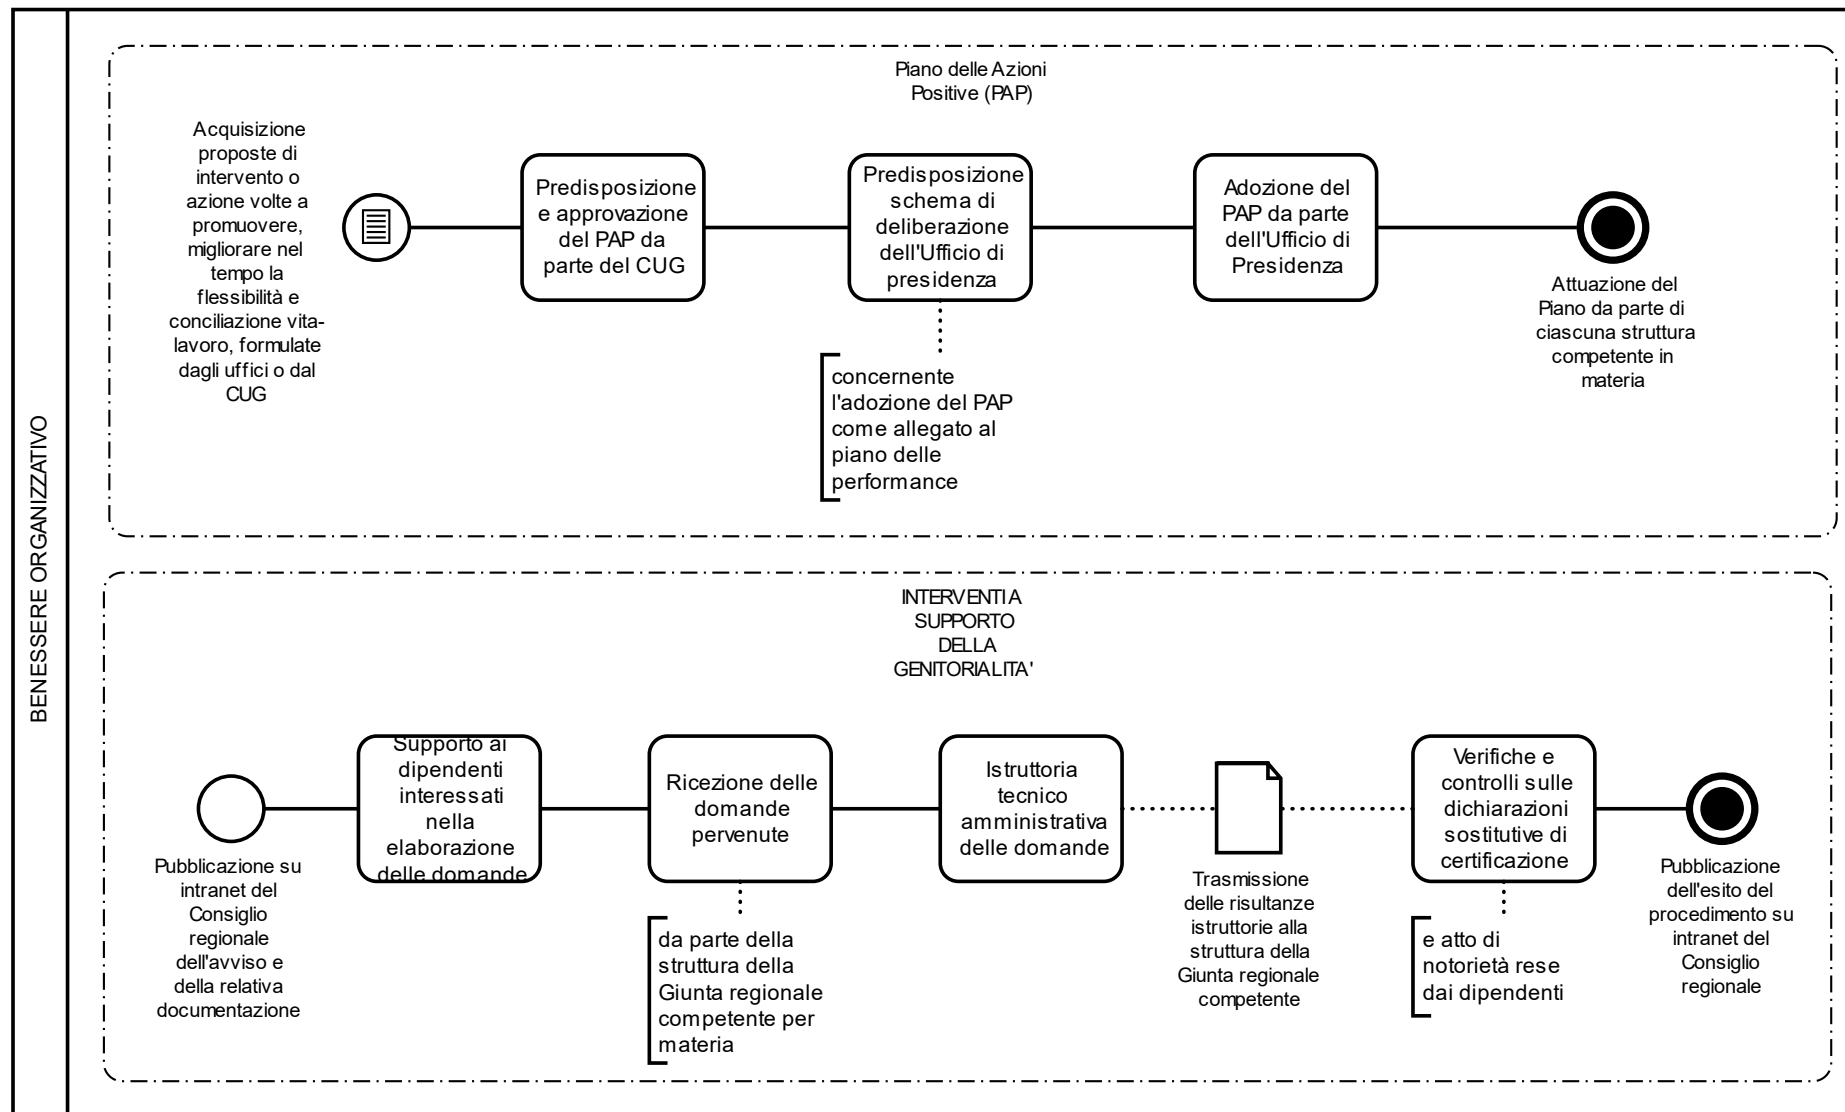 BENESSERE ORGANIZZATIVO
Piano delle Azioni
Positive (PAP)
Acquisizione
proposte di
intervento o
azione volte a
promuovere,
migliorare nel
tempo la
flessibilità e
conciliazione vita-
lavoro, formulate
dagli uffici o dal
CUG
Predisposizione
e approvazione
del PAP da
parte del CUG
Predisposizione
schema di
deliberazione
dell'Ufficio di
presidenza
concernente
l'adozione del PAP
come allegato al
piano delle
performance
Adozione del
PAP da parte
dell'Ufficio di
Presidenza
Attuazione del
Piano da parte di
ciascuna struttura
competente in
materia
INTERVENTI A
SUPPORTO
DELLA
GENITORIALITA'
Pubblicazione su
intranet del
Consiglio
regionale
dell'avviso e
della relativa
documentazione
Supporto ai
dipendenti
interessati
nella
elaborazione
delle domande
Ricezione delle
domande
pervenute
da parte della
struttura della
Giunta regionale
competente per
materia
Istruttoria
tecnico
amministrativa
delle domande
Trasmissione
delle risultanze
istruttorie alla
struttura della
Giunta regionale
competente
Verifiche e
controlli sulle
dichiarazioni
sostitutive di
certificazione
e atto di
notorietà rese
dai dipendenti
Pubblicazione
dell'esito del
procedimento su
intranet del
Consiglio
regionale